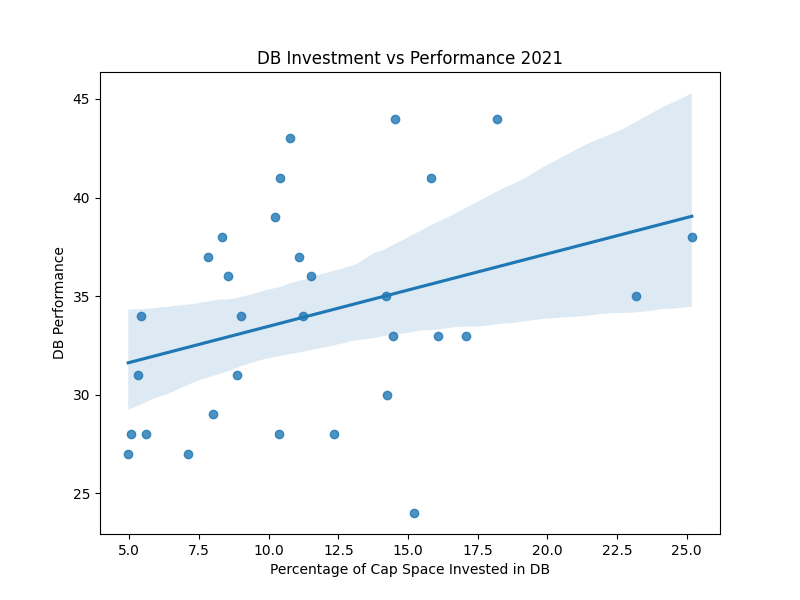 DB Investment vs Performance 2021
45
40
35
30
25
DB Performance
5.0 7.5 10.0 12.5 15.0 17.5 20.0 22.5 25.0
Percentage of Cap Space Invested in DB